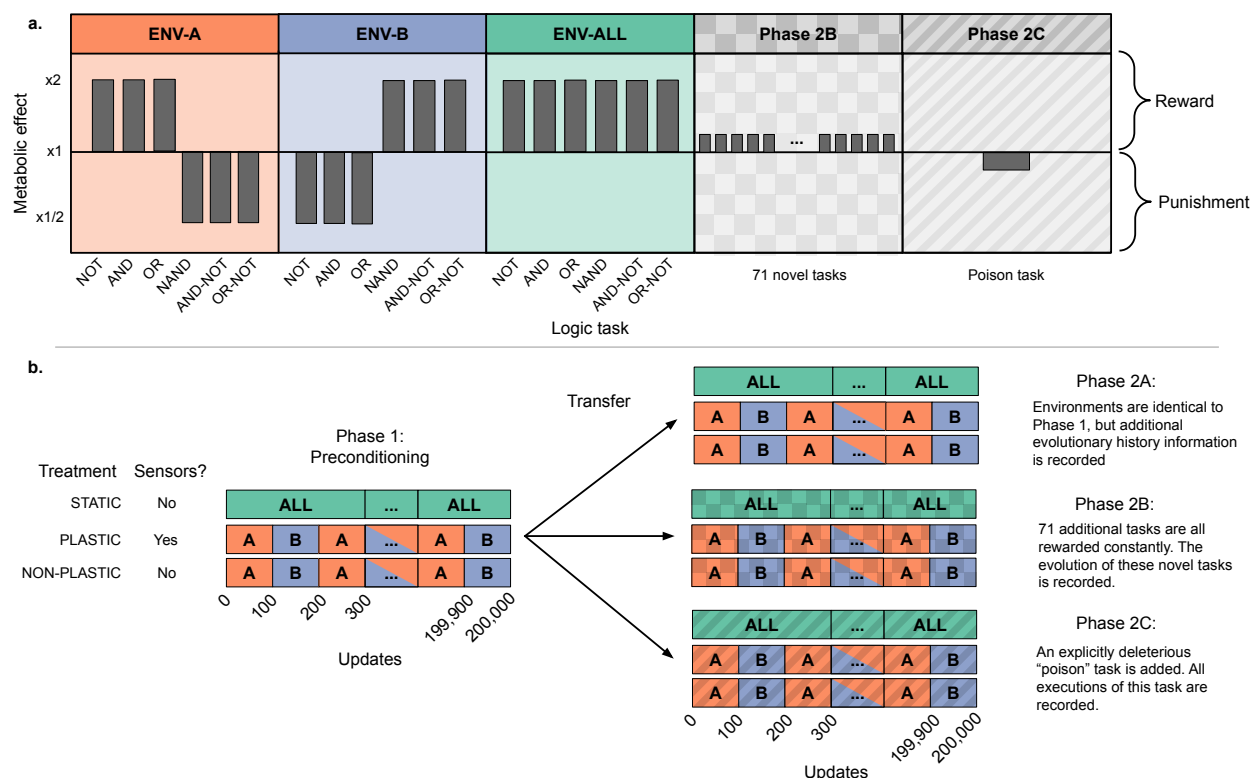 a.
ENV-A
ENV-B
ENV-ALL
Phase 2B
Phase 2C
Metabolic effect
x2
x1
x1/2
...
Reward
Punishment
NOT
AND
OR
NAND
AND-NOT
OR-NOT
NOT
AND
OR
NAND
AND-NOT
OR-NOT
NOT
AND
OR
NAND
AND-NOT
OR-NOT
71 novel tasks
Poison task
Logic task
b.
Treatment
Sensors?
Phase 1:
Preconditioning
STATIC No ALL ... ALL
PLASTIC Yes A B A ... A B
NON-PLASTIC No A B A ... A B
0 100 200 300 199,900 200,000
Updates
Transfer
ALL ... ALL
A B A ... A B
A B A ... A B
Phase 2A:
Environments are identical to
Phase 1, but additional
evolutionary history information
is recorded
ALL ... ALL
A B A ... A B
A B A ... A B
Phase 2B:
71 additional tasks are all
rewarded constantly. The
evolution of these novel tasks
is recorded.
ALL ... ALL
A B A ... A B
A B A ... A B
Phase 2C:
An explicitly deleterious
“poison” task is added. All
executions of this task are
recorded.
0 100 200 300 199,900 200,000
Updates